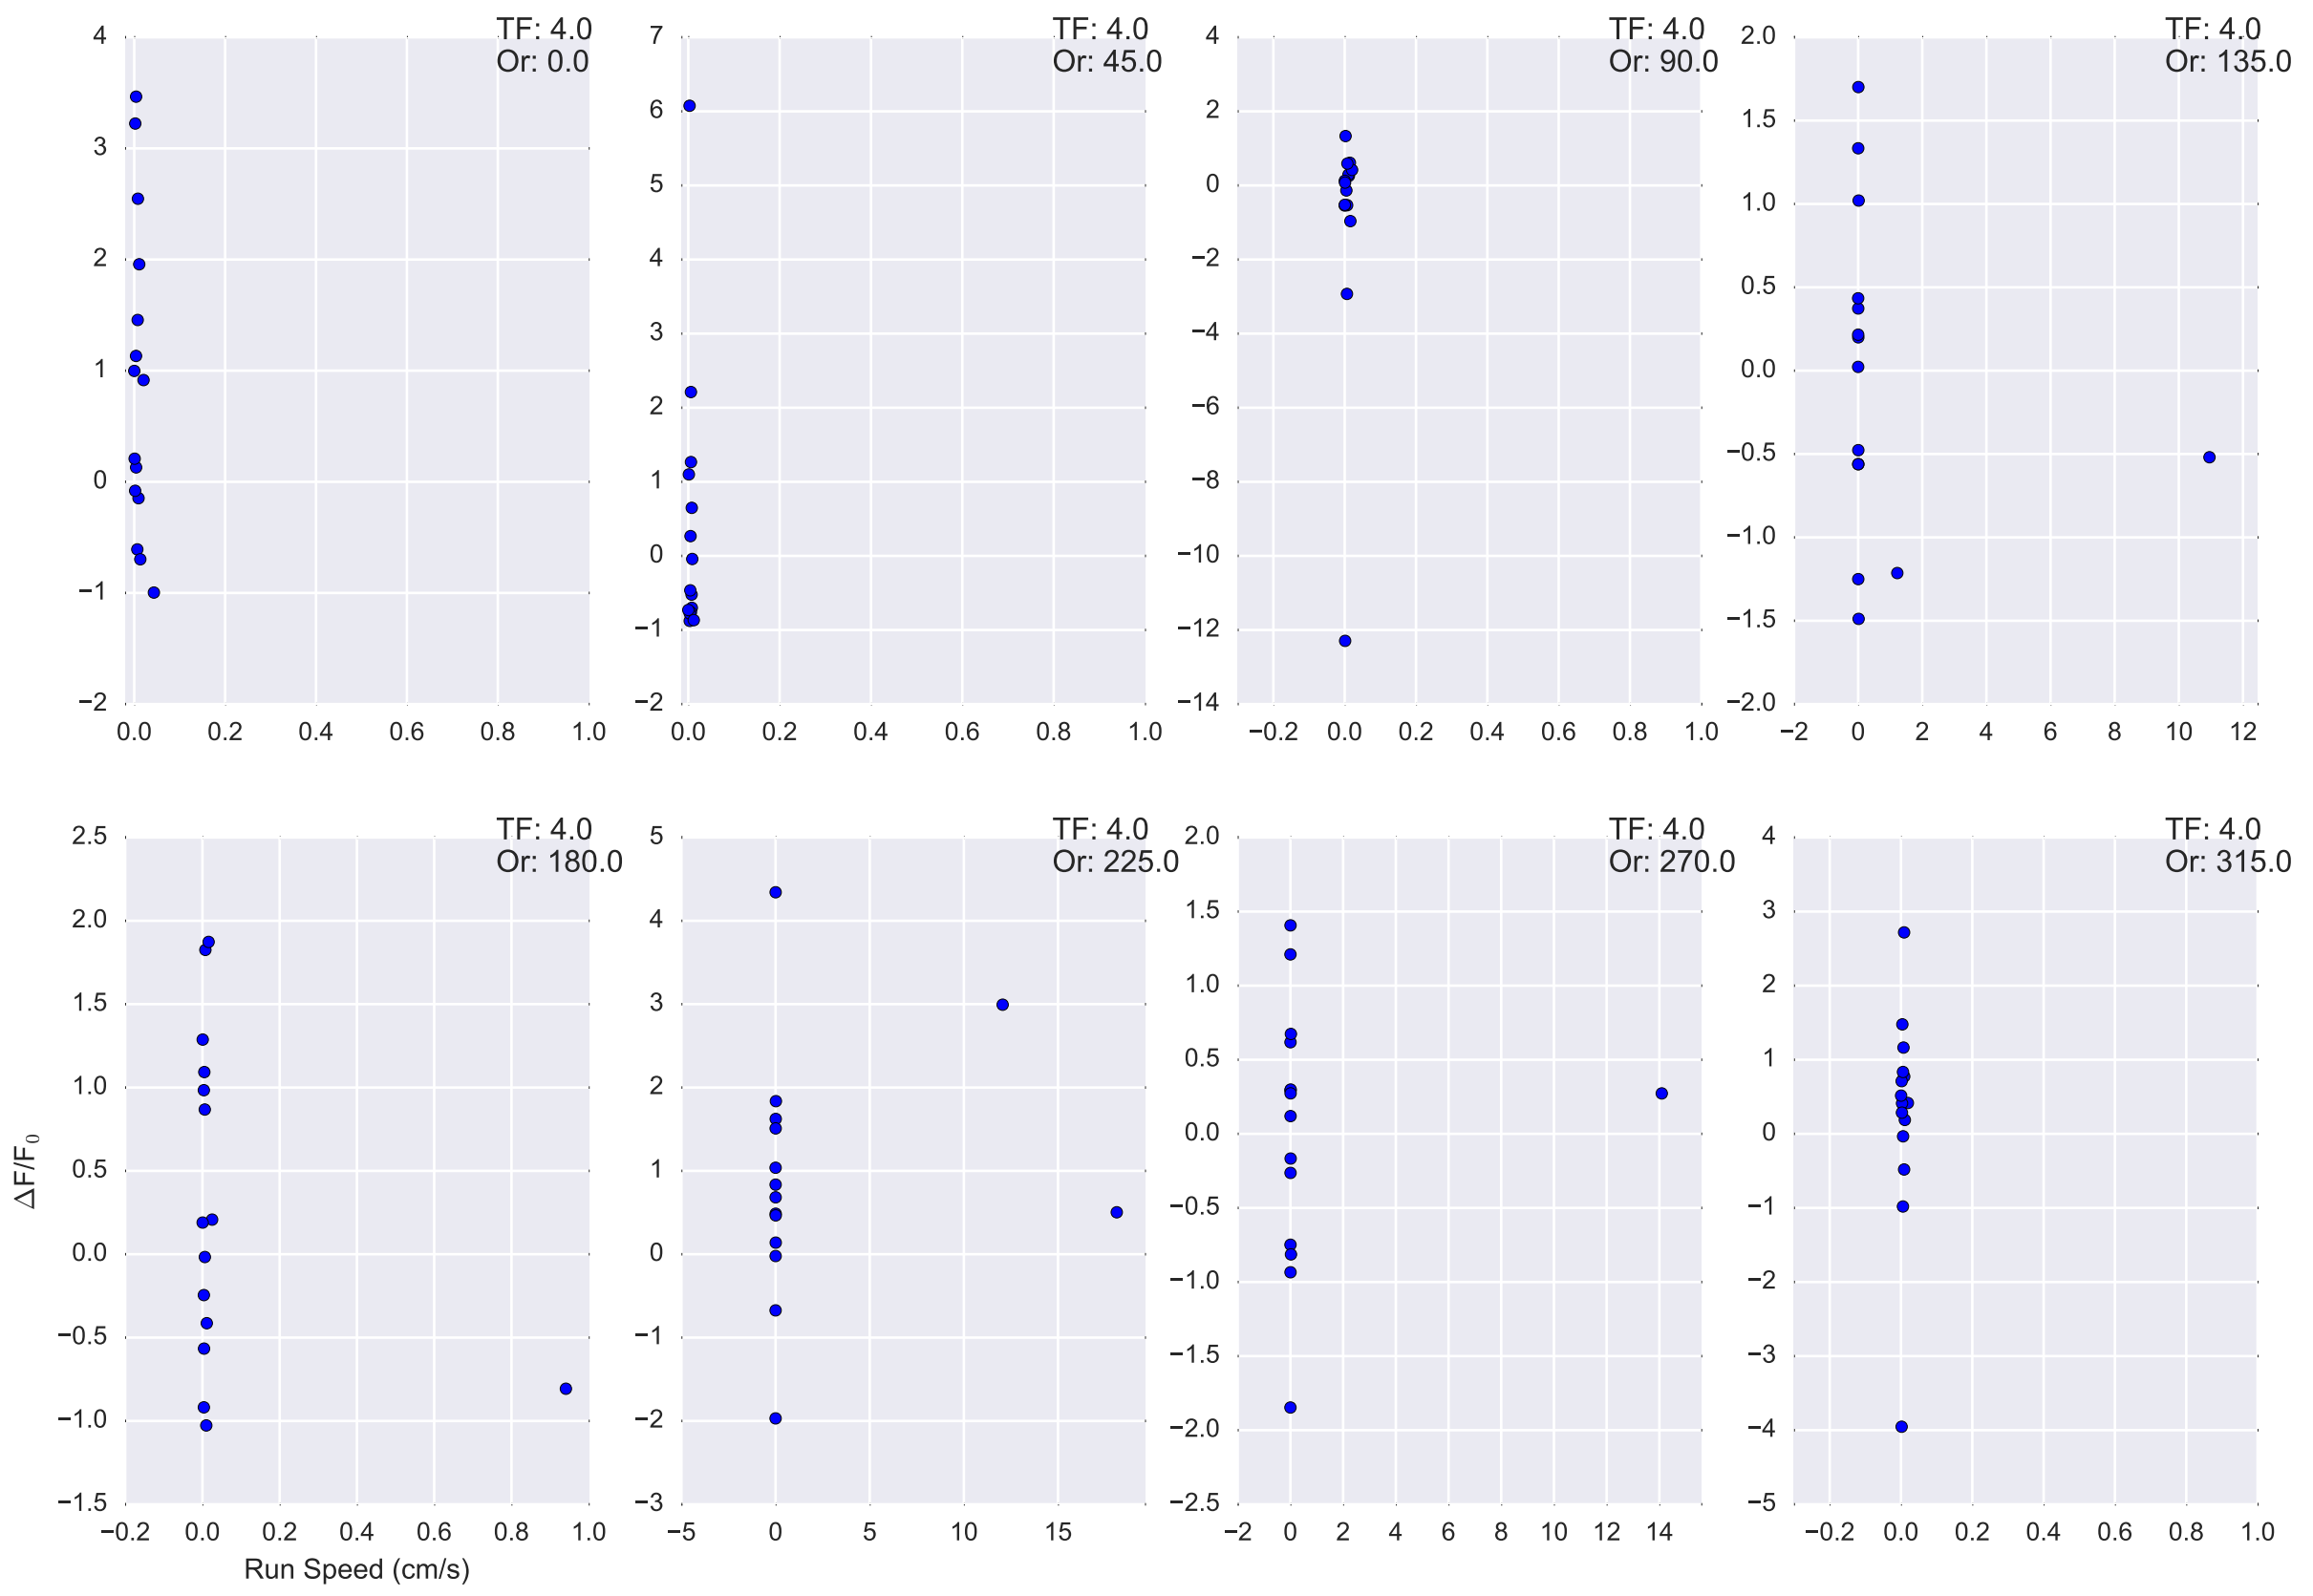 TF: 4.0
Or: 0.0
4
3
2
1
0
−1
−2
0.0 0.2 0.4 0.6 0.8 1.0
TF: 4.0
Or: 45.0
7
6
5
4
3
2
1
0
−1
−2
0.0 0.2 0.4 0.6 0.8 1.0
TF: 4.0
Or: 90.0
4
2
0
−2
−4
−6
−8
−10
−12
−14
−0.2 0.0 0.2 0.4 0.6 0.8 1.0
TF: 4.0
Or: 135.0
2.0
1.5
1.0
0.5
0.0
−0.5
−1.0
−1.5
−2.0
−2 0 2 4 6 8 10 12
TF: 4.0
Or: 180.0
2.5
2.0
1.5
1.0
0.5
0.0
−0.5
−1.0
−1.5
−0.2 0.0 0.2 0.4 0.6 0.8 1.0
ΔF/F₀
Run Speed (cm/s)
TF: 4.0
Or: 225.0
5
4
3
2
1
0
−1
−2
−3
−5 0 5 10 15
TF: 4.0
Or: 270.0
2.0
1.5
1.0
0.5
0.0
−0.5
−1.0
−1.5
−2.0
−2.5
−2 0 2 4 6 8 10 12 14
TF: 4.0
Or: 315.0
4
3
2
1
0
−1
−2
−3
−4
−5
−0.2 0.0 0.2 0.4 0.6 0.8 1.0